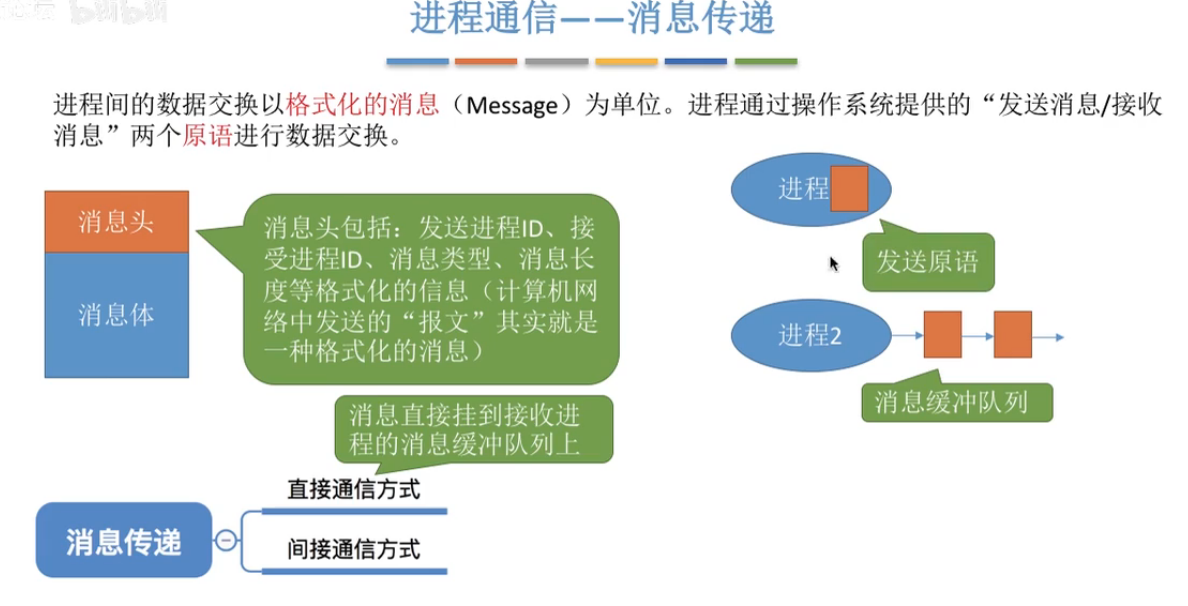 进程通信——消息传递
进程间的数据交换以格式化的消息（Message）为单位。进程通过操作系统提供的“发送消息/接收
消息”两个原语进行数据交换。
消息头
消息体
消息头包括：发送进程ID、接
受进程ID、消息类型、消息长
度等格式化的信息（计算机网
络中发送的“报文”其实就是
一种格式化的消息）
进程
发送原语
进程2
消息缓冲队列
消息直接挂到接收进
程的消息缓冲队列上
消息传递
直接通信方式
间接通信方式